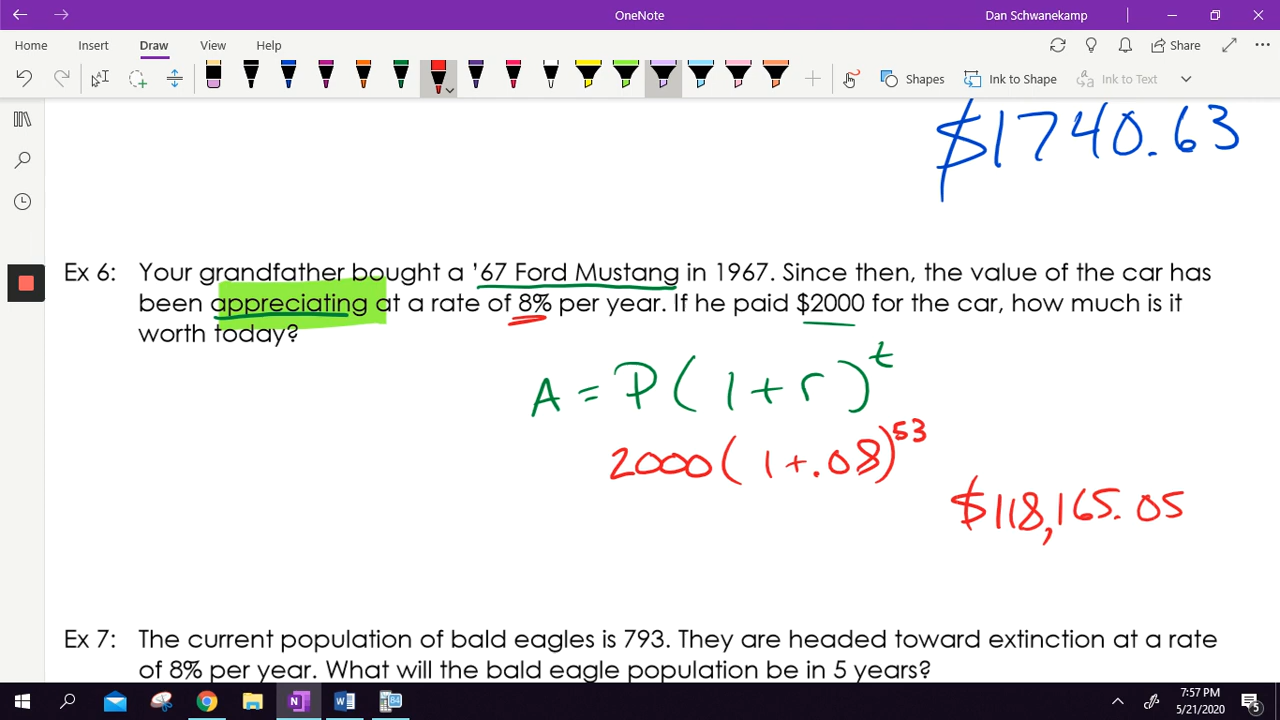 OneNote
Dan Schwanekamp
Home Insert Draw View Help
Share
Shapes
Ink to Shape
Ink to Text
$1740.63
Ex 6: Your grandfather bought a '67 Ford Mustang in 1967. Since then, the value of the car has
been appreciating at a rate of 8% per year. If he paid $2000 for the car, how much is it
worth today?
A = P(1+r)^t
2000(1+.08)^53
$118,165.05
Ex 7: The current population of bald eagles is 793. They are headed toward extinction at a rate
of 8% per year. What will the bald eagle population be in 5 years?
7:57 PM
5/21/2020
5